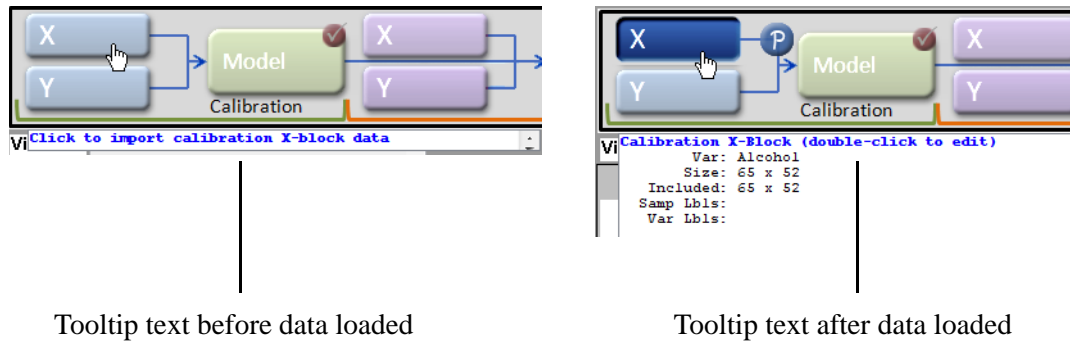 X
X
Model
Y
Y
Calibration
Vi
Click to import calibration X-block data
Tooltip text before data loaded
X
P
X
Model
Y
Y
Calibration
Vi
Calibration X-Block (double-click to edit)
Var: Alcohol
Size: 65 x 52
Included: 65 x 52
Samp Lbls:
Var Lbls:
Tooltip text after data loaded